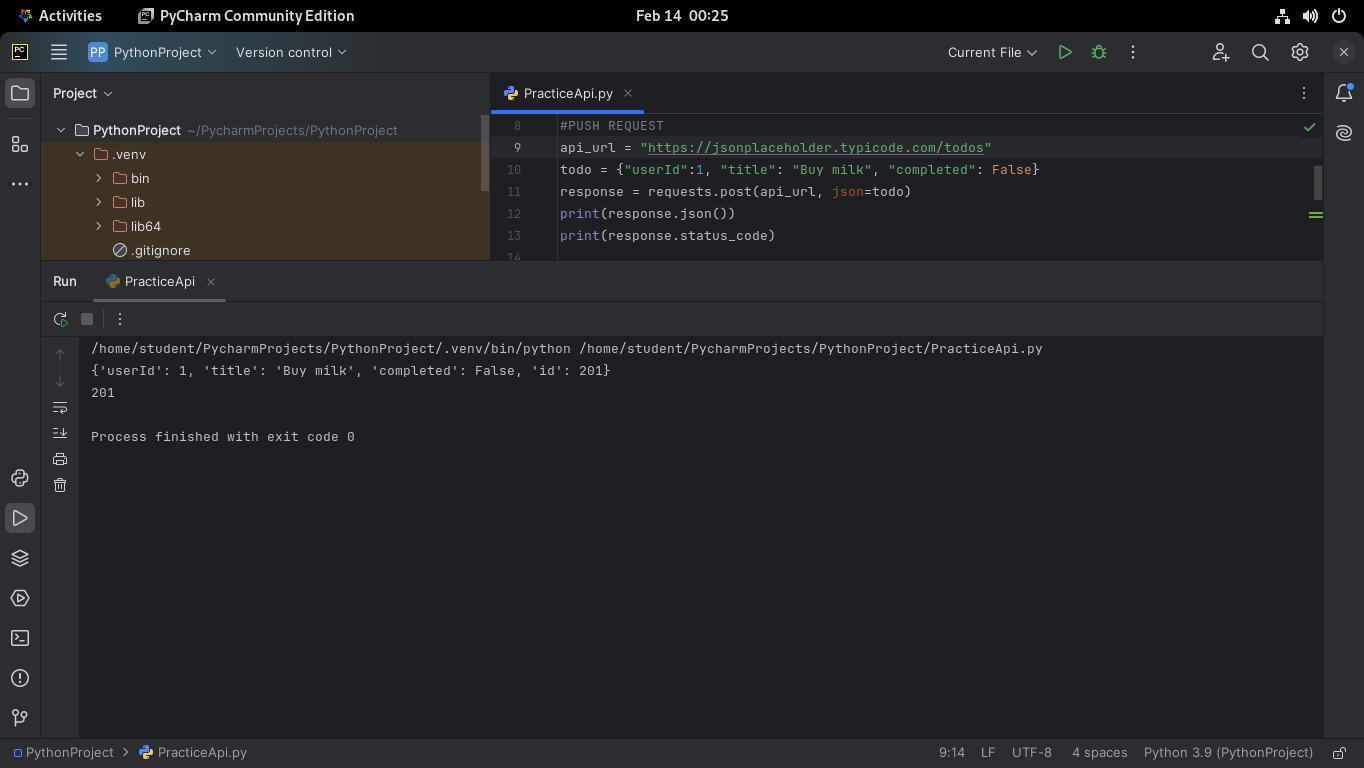 Activities PyCharm Community Edition Feb 14 00:25
PC PP PythonProject Version control Current File
Project PracticeApi.py
PythonProject ~/PycharmProjects/PythonProject
.venv
bin
lib
lib64
.gitignore
8 #PUSH REQUEST
9 api_url = "https://jsonplaceholder.typicode.com/todos"
10 todo = {"userId":1, "title": "Buy milk", "completed": False}
11 response = requests.post(api_url, json=todo)
12 print(response.json())
13 print(response.status_code)
14
Run PracticeApi
/home/student/PycharmProjects/PythonProject/.venv/bin/python /home/student/PycharmProjects/PythonProject/PracticeApi.py
{'userId': 1, 'title': 'Buy milk', 'completed': False, 'id': 201}
201
Process finished with exit code 0
PythonProject PracticeApi.py 9:14 LF UTF-8 4 spaces Python 3.9 (PythonProject)